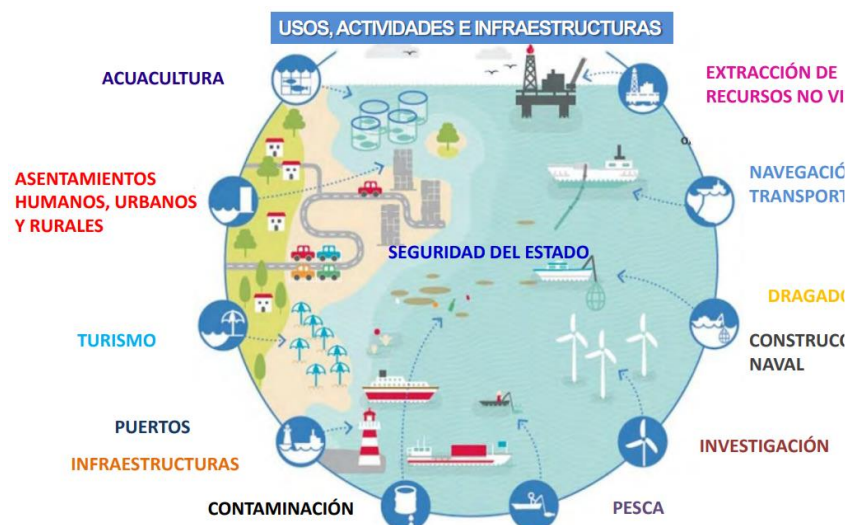 USOS, ACTIVIDADES E INFRAESTRUCTURAS
ACUACULTURA
EXTRACCIÓN DE
RECURSOS NO VI
ASENTAMIENTOS
HUMANOS, URBANOS
Y RURALES
NAVEGACIÓ
TRANSPORT
SEGURIDAD DEL ESTADO
DRAGADO
TURISMO
CONSTRUCC
NAVAL
PUERTOS
INFRAESTRUCTURAS
INVESTIGACIÓN
CONTAMINACIÓN
PESCA